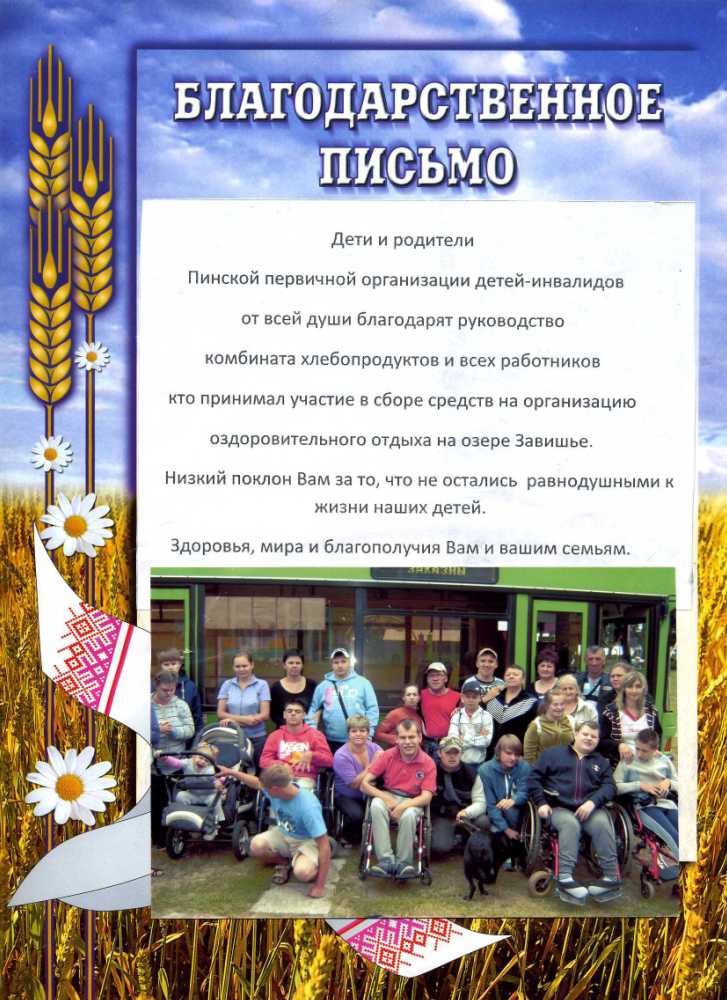 БЛАГОДАРСТВЕННОЕ
ПИСЬМО
Дети и родители
Пинской первичной организации детей-инвалидов
от всей души благодарят руководство
комбината хлебопродуктов и всех работников
кто принимал участие в сборе средств на организацию
оздоровительного отдыха на озере Завишье.
Низкий поклон Вам за то, что не остались равнодушными к
жизни наших детей.
Здоровья, мира и благополучия Вам и вашим семьям.
ЗАКАЗНЫ